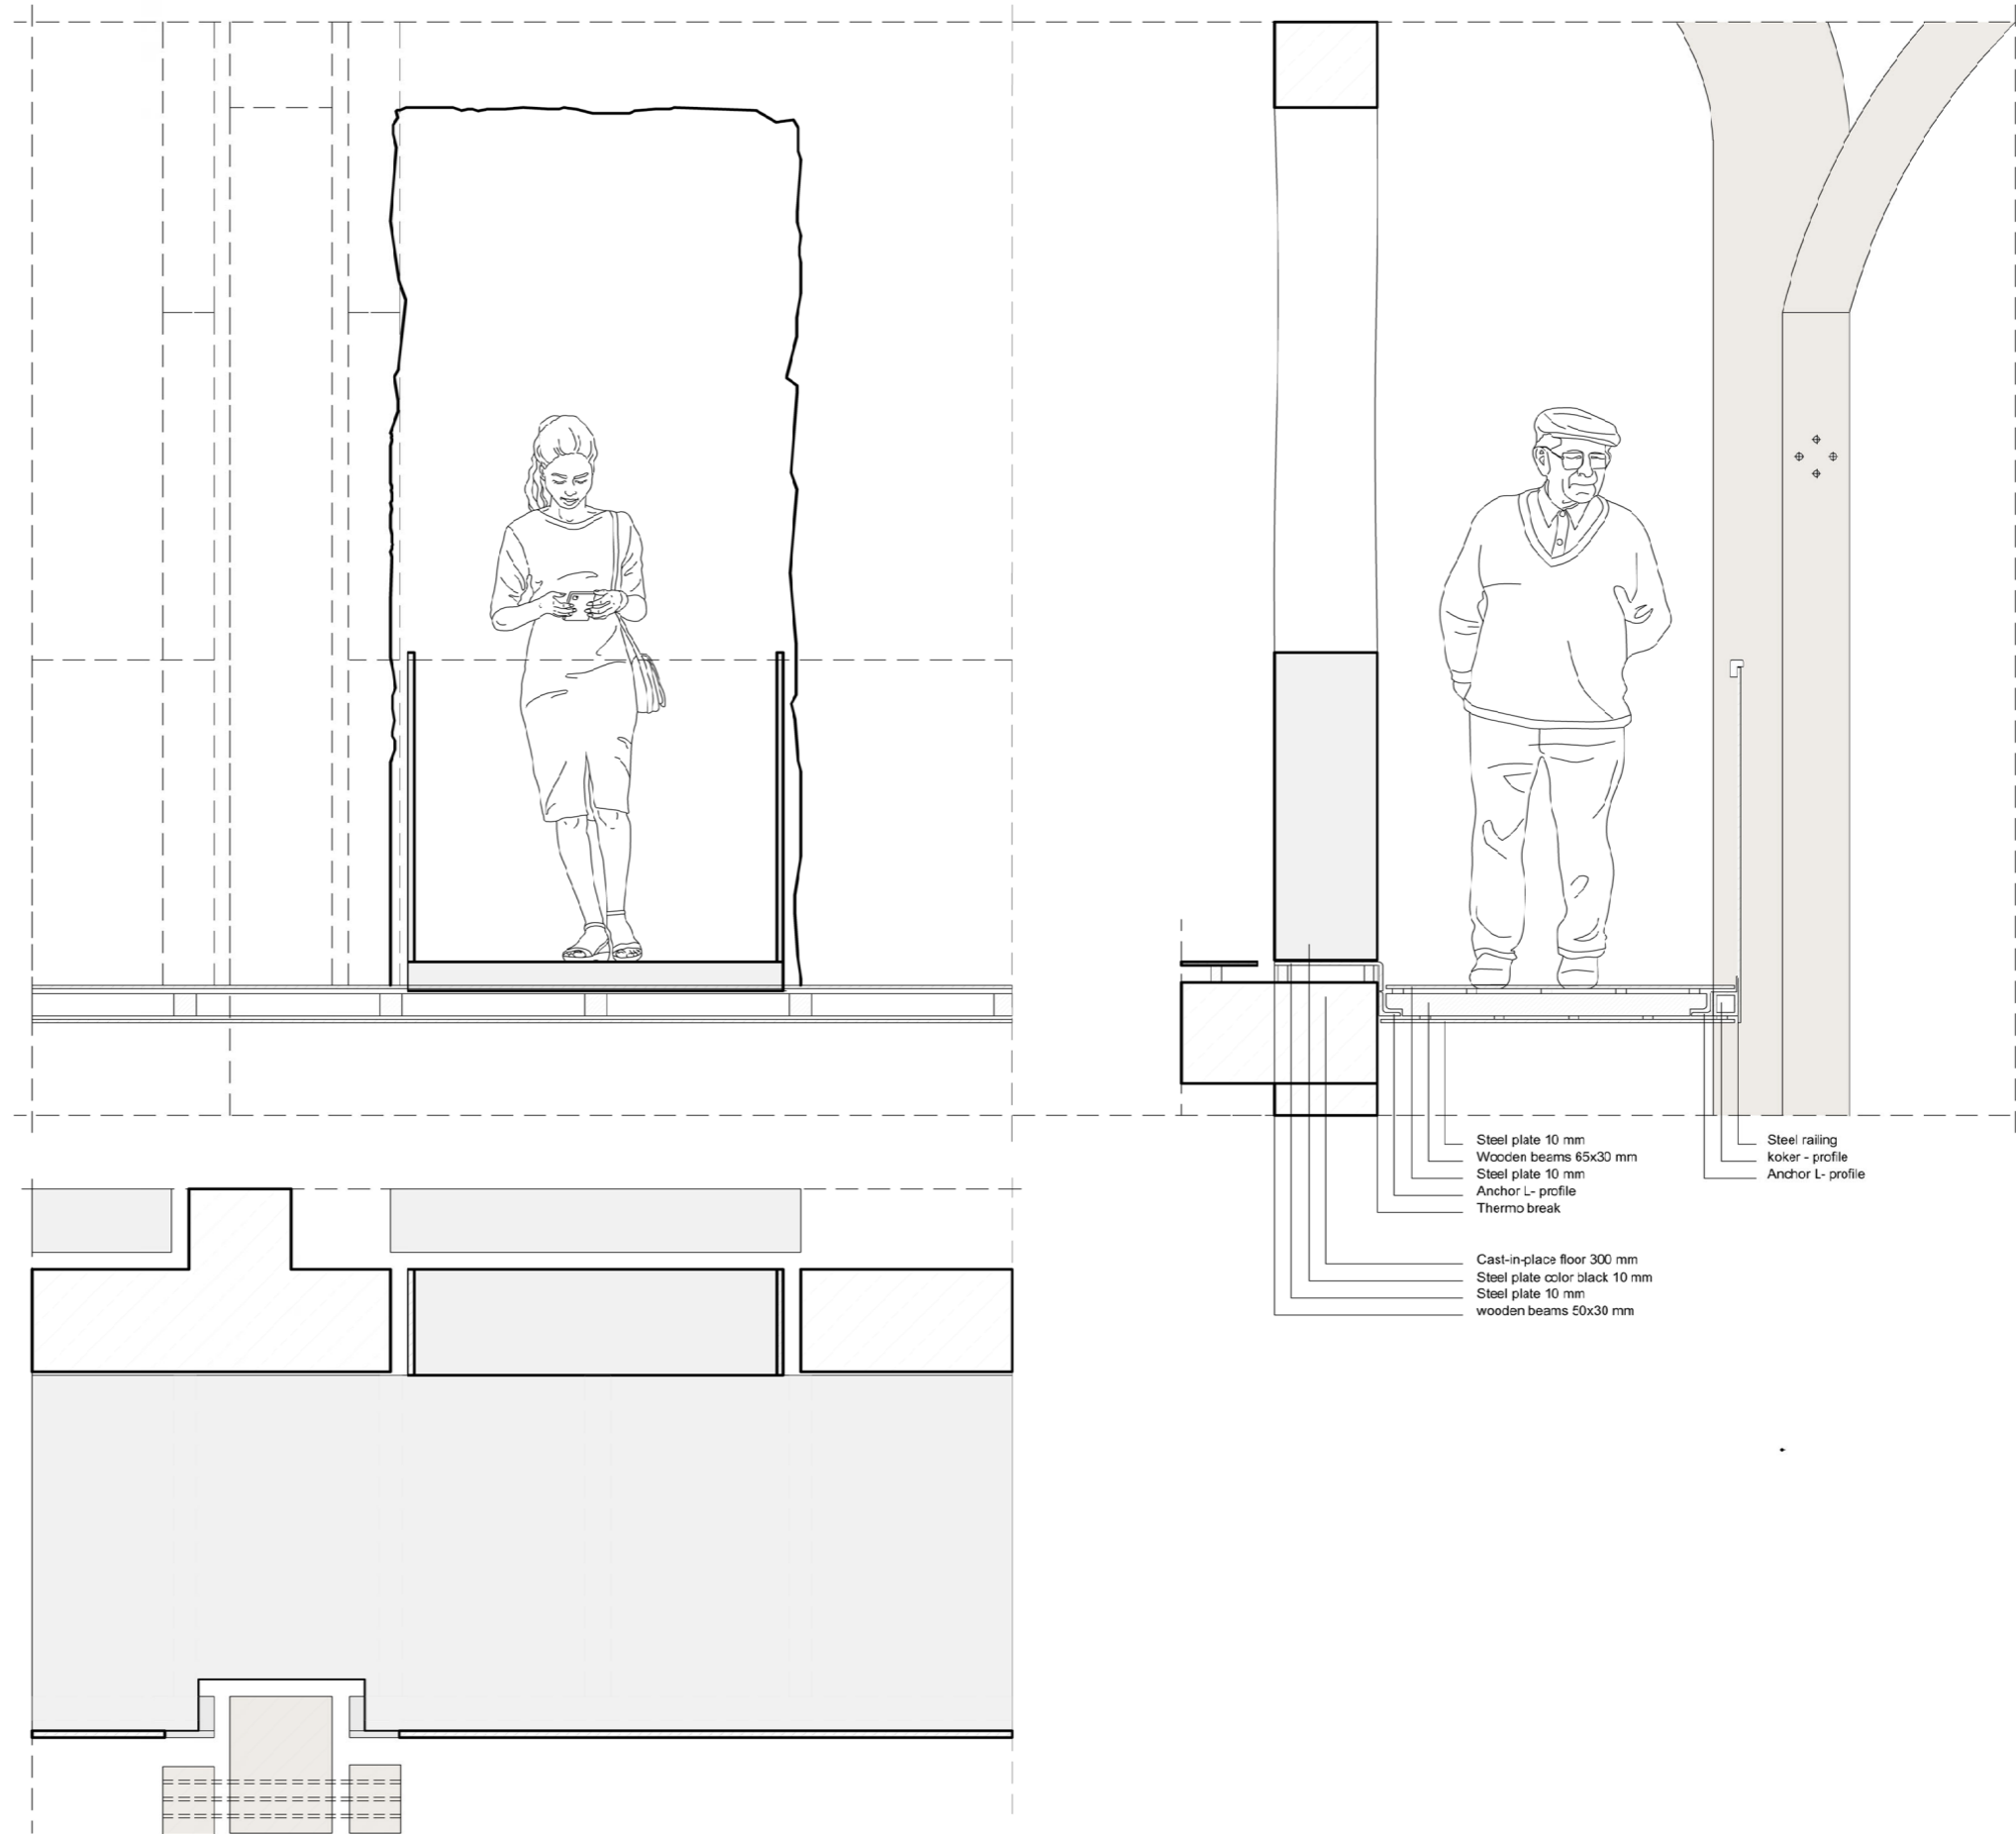 Steel plate 10 mm
Wooden beams 65x30 mm
Steel plate 10 mm
Anchor L- profile
Thermo break
Steel railing
koker - profile
Anchor L- profile
Cast-in-place floor 300 mm
Steel plate color black 10 mm
Steel plate 10 mm
wooden beams 50x30 mm